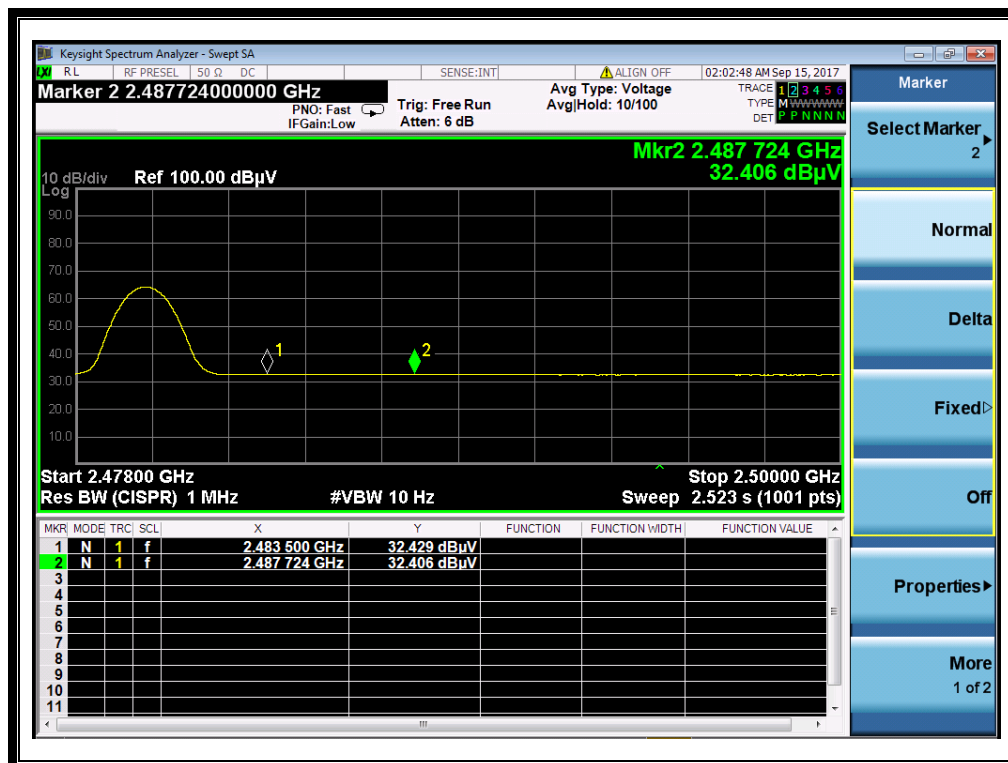 Keysight Spectrum Analyzer - Swept SA
LXI RL RF PRESEL 50 Ω DC SENSE:INT ALIGN OFF 02:02:48 AM Sep 15, 2017
Marker 2 2.487724000000 GHz
PNO: Fast
IFGain:Low
Trig: Free Run
Atten: 6 dB
Avg Type: Voltage
Avg|Hold: 10/100
TRACE 1 2 3 4 5 6
TYPE M WWWWW
DET P P N N N N
Mkr2 2.487 724 GHz
32.406 dBµV
10 dB/div Ref 100.00 dBµV
Log
90.0
80.0
70.0
60.0
50.0
40.0
30.0
20.0
10.0
1
2
Start 2.47800 GHz Stop 2.50000 GHz
Res BW (CISPR) 1 MHz #VBW 10 Hz Sweep 2.523 s (1001 pts)
MKR MODE TRC SCL X Y FUNCTION FUNCTION WIDTH FUNCTION VALUE
1 N 1 f 2.483 500 GHz 32.429 dBµV
2 N 1 f 2.487 724 GHz 32.406 dBµV
3
4
5
6
7
8
9
10
11
Marker
Select Marker
2
Normal
Delta
Fixed
Off
Properties
More
1 of 2